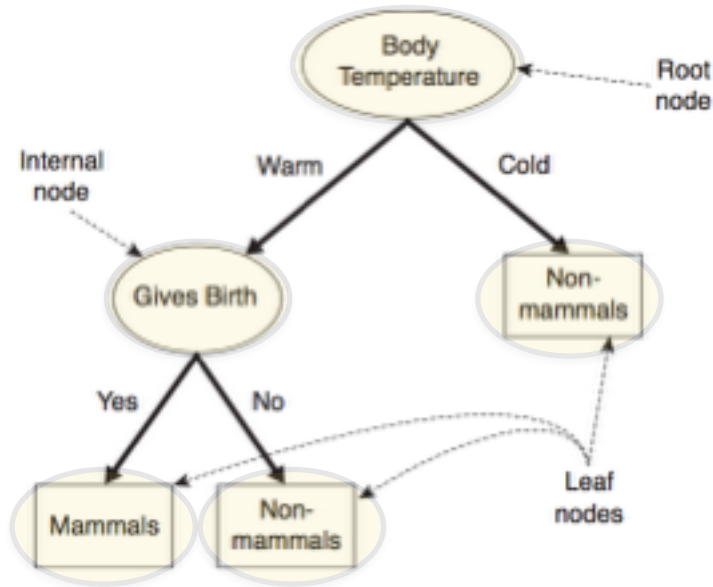 Body
Temperature
Root
node
Internal
node
Warm
Cold
Gives Birth
Non-
mammals
Yes
No
Mammals
Non-
mammals
Leaf
nodes